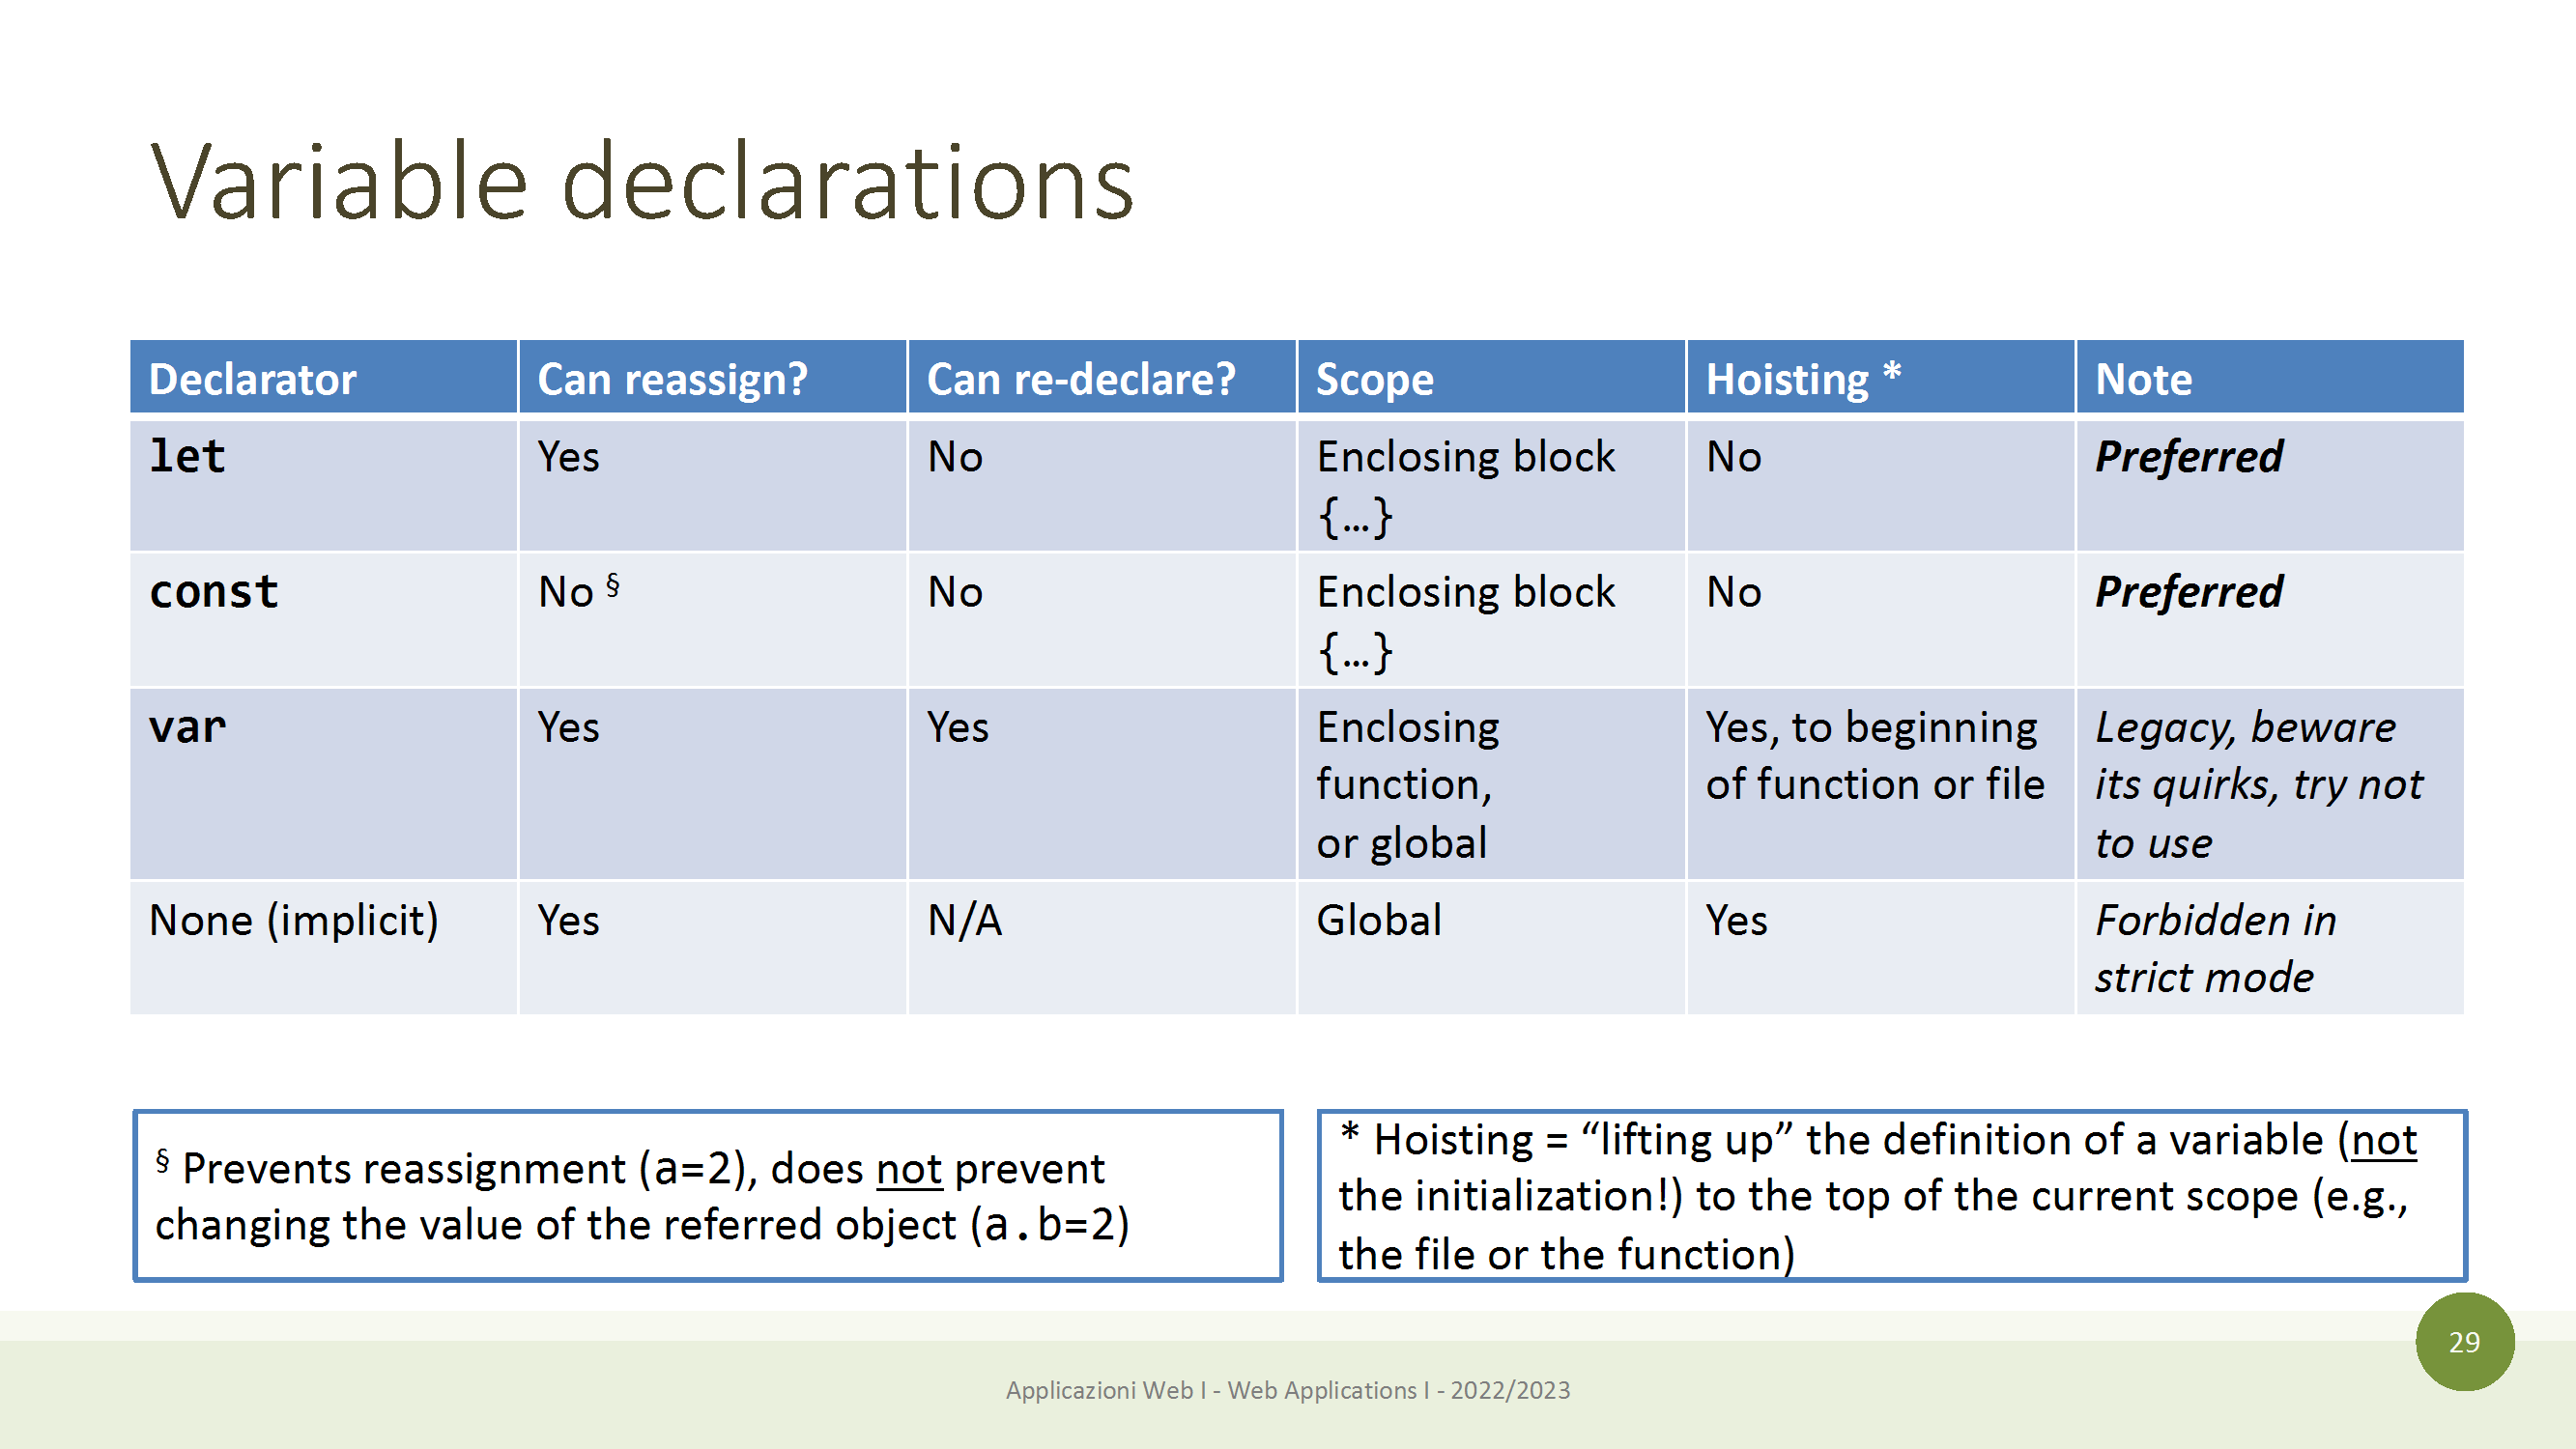 Variable declarations
Declarator Can reassign? Can re-declare? Scope Hoisting * Note
let Yes No Enclosing block No Preferred
{…}
const No § No Enclosing block No Preferred
{…}
var Yes Yes Enclosing Yes, to beginning Legacy, beware
function, of function or file its quirks, try not
or global to use
None (implicit) Yes N/A Global Yes Forbidden in
strict mode
§ Prevents reassignment (a=2), does not prevent
changing the value of the referred object (a.b=2)
* Hoisting = “lifting up” the definition of a variable (not
the initialization!) to the top of the current scope (e.g.,
the file or the function)
29
Applicazioni Web I - Web Applications I - 2022/2023